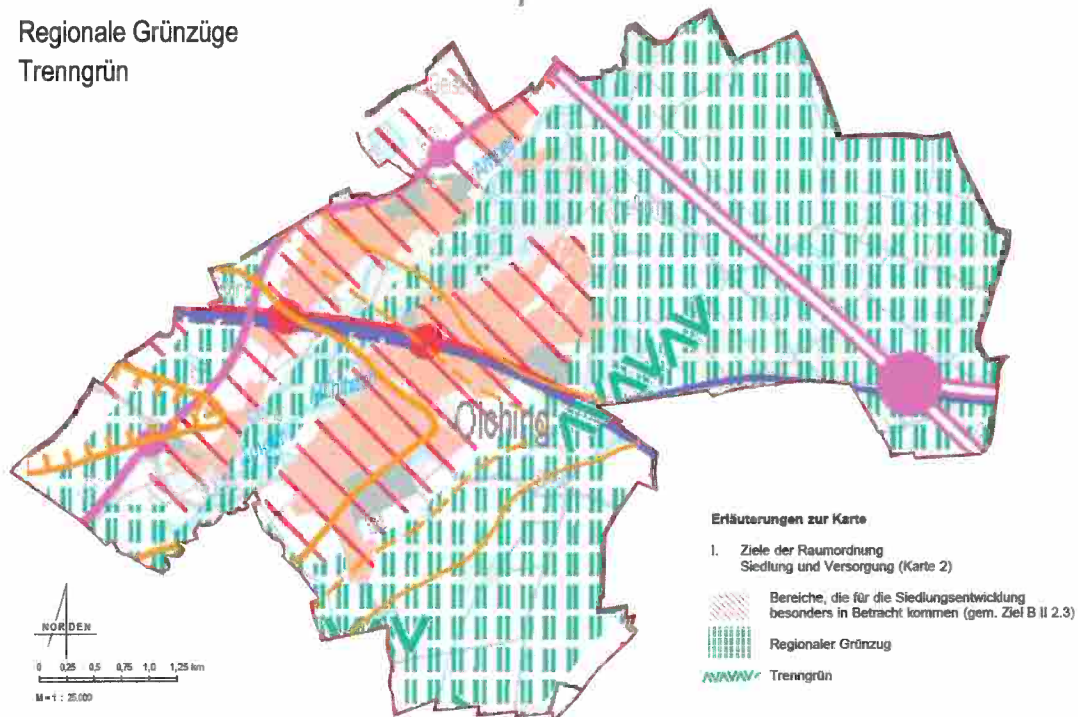 Regionale Grünzüge
Trenngrün
Olching
Erläuterungen zur Karte
I. Ziele der Raumordnung
Siedlung und Versorgung (Karte 2)
Bereiche, die für die Siedlungsentwicklung
besonders in Betracht kommen (gem. Ziel B II 2.3)
Regionaler Grünzug
Trenngrün
NORDEN
0 0,25 0,5 0,75 1,0 1,25 km
M = 1 : 25.000